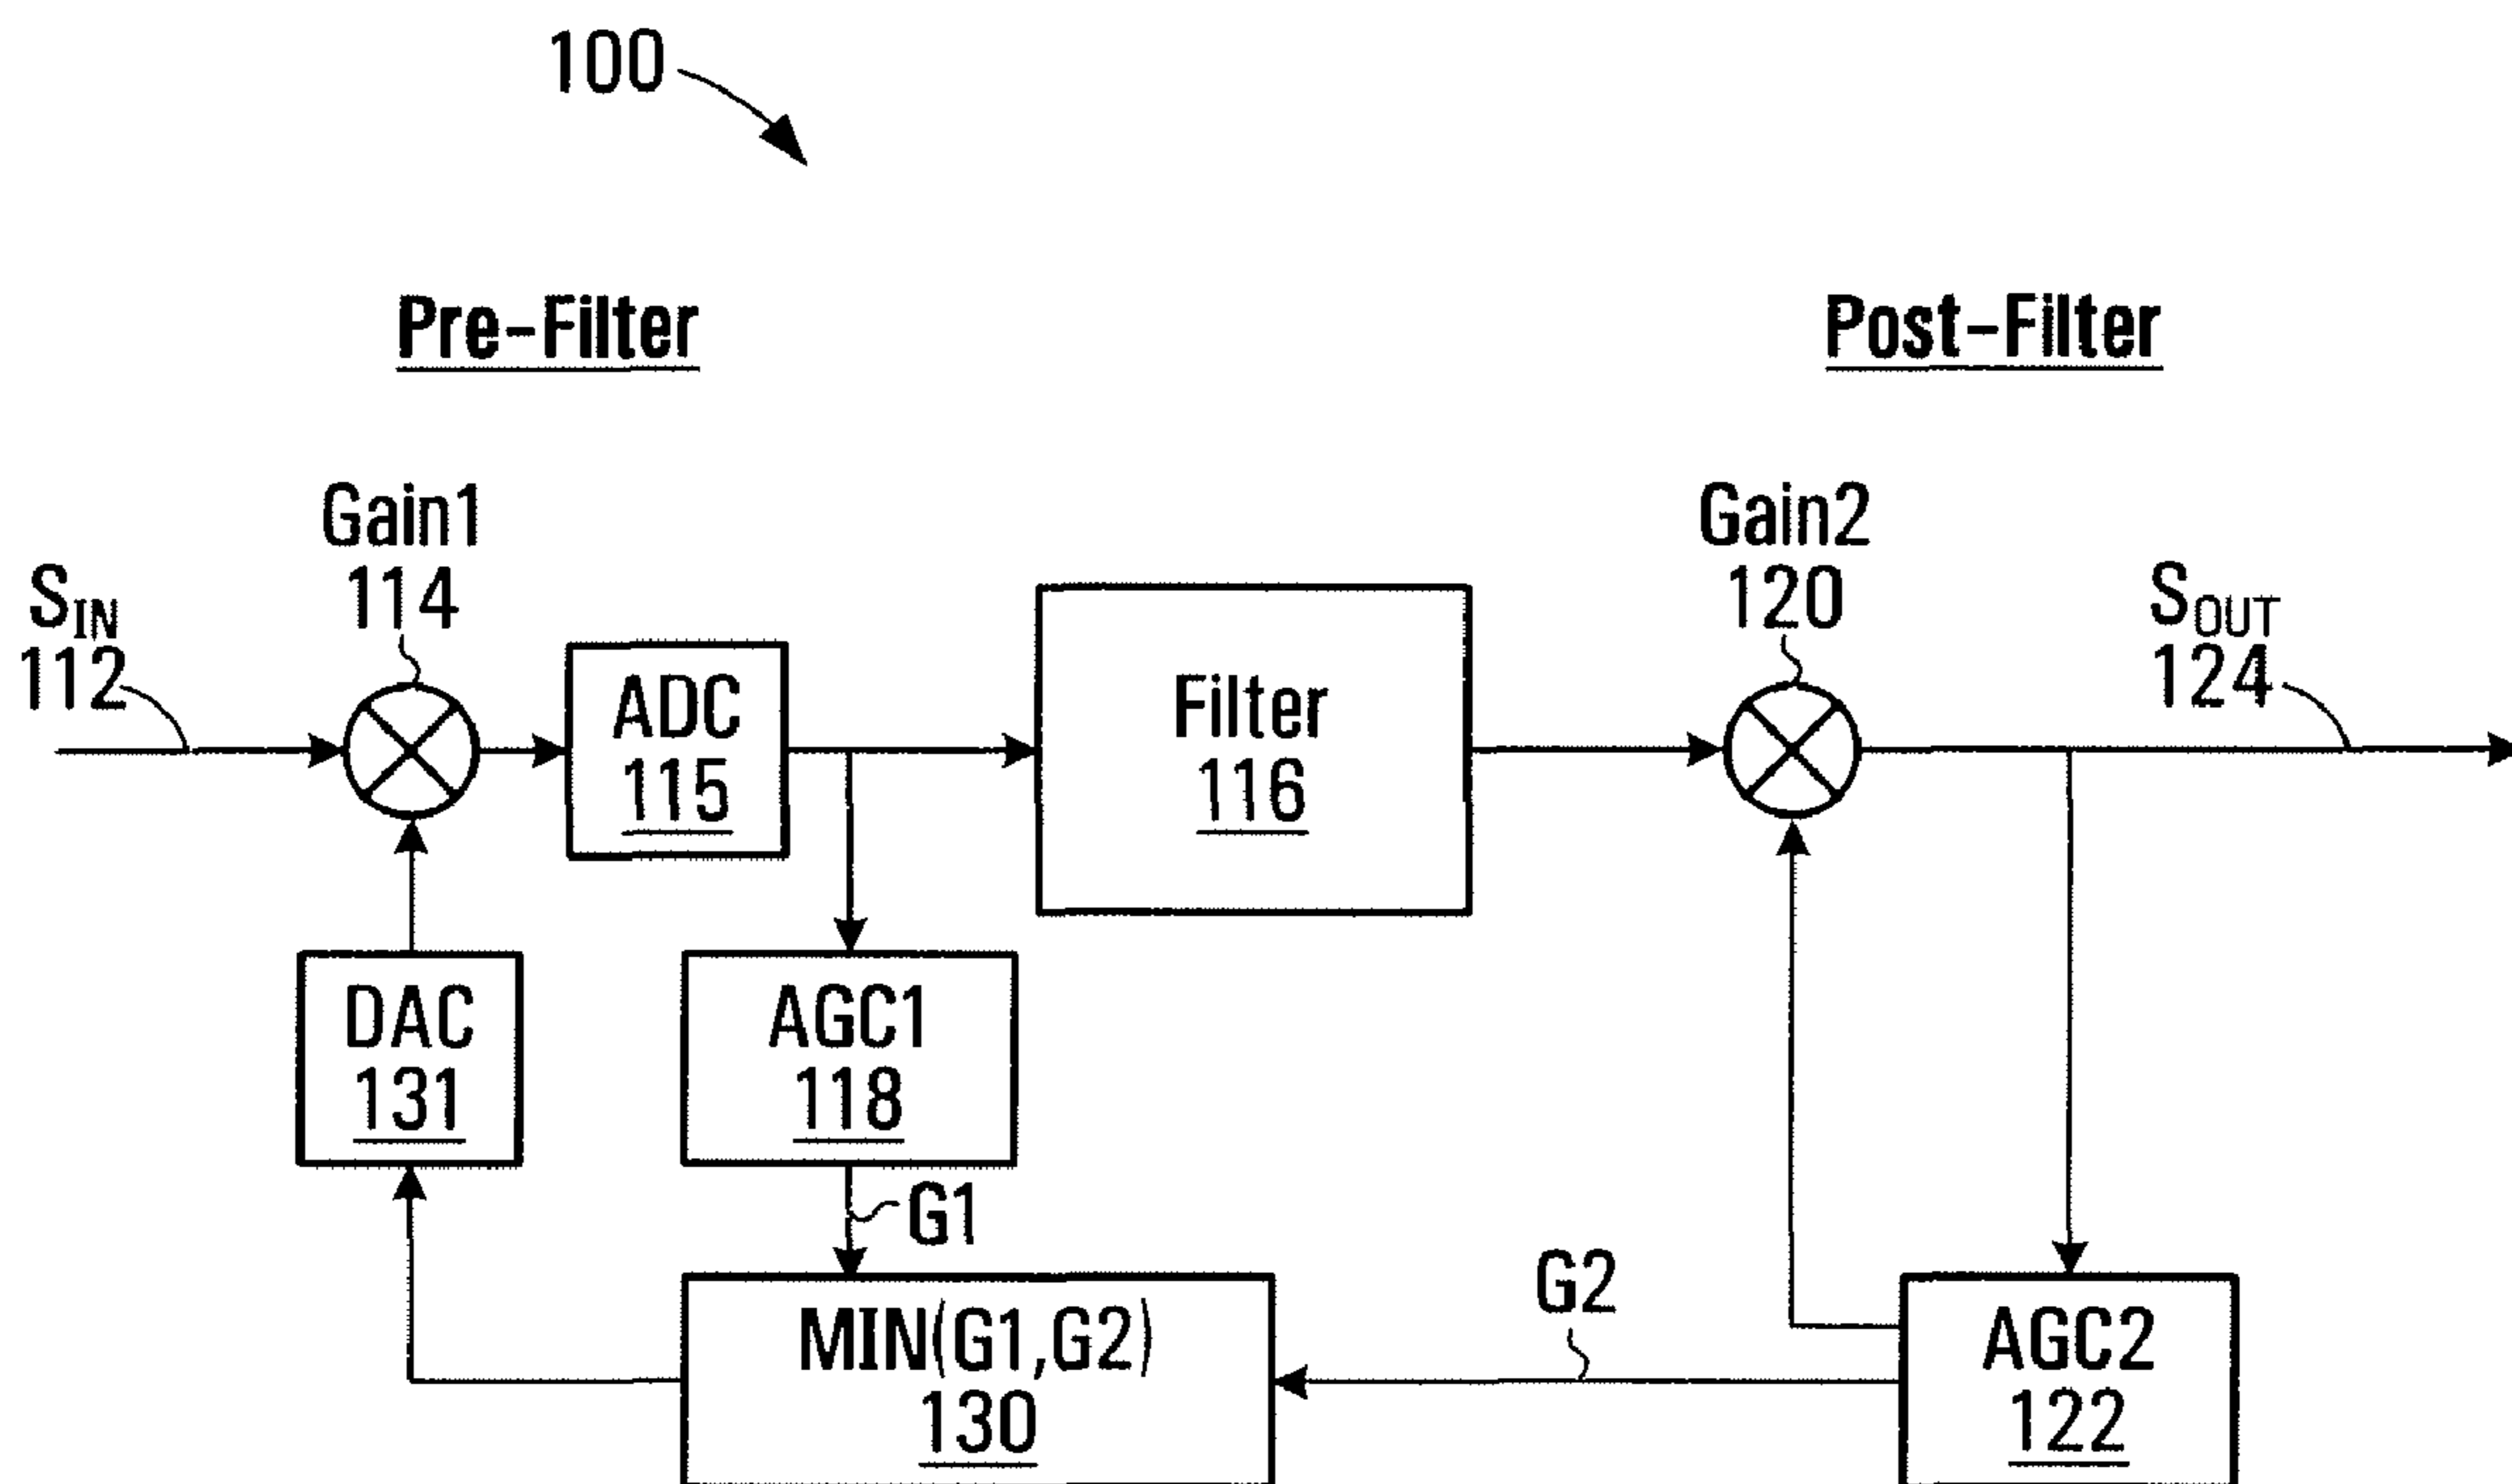 100
Pre-Filter
Post-Filter
Gain1
114
Gain2
120
SIN
112
SOUT
124
ADC
115
Filter
116
DAC
131
AGC1
118
G1
G2
MIN(G1,G2)
130
AGC2
122